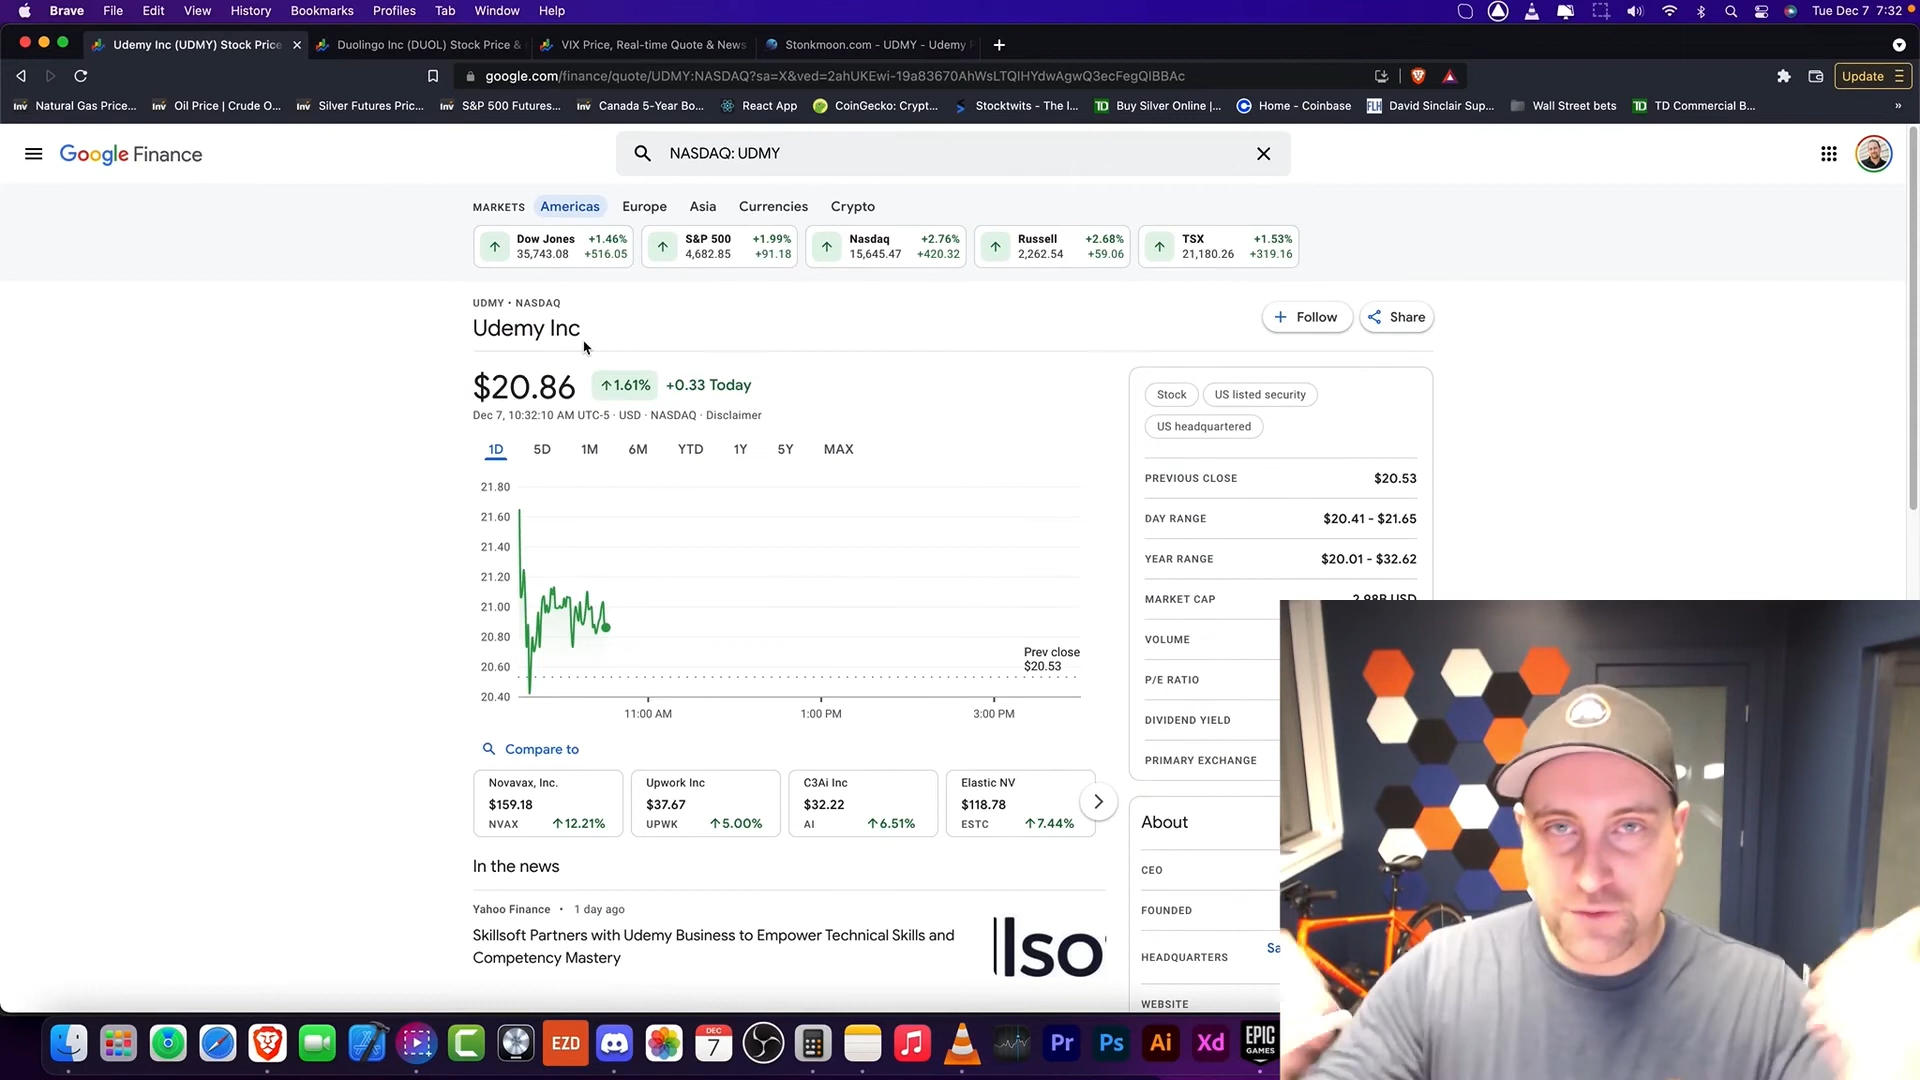 Brave File Edit View History Bookmarks Profiles Tab Window Help Tue Dec 7 7:32
Udemy Inc (UDMY) Stock Price Duolingo Inc (DUOL) Stock Price & VIX Price, Real-time Quote & News Stonkmoon.com - UDMY - Udemy
google.com/finance/quote/UDMY:NASDAQ?sa=X&ved=2ahUKEwi-19a83670AhWsLTQIHYdwAgwQ3ecFegQIBBAc Update
Natural Gas Price... Oil Price | Crude O... Silver Futures Pric... S&P 500 Futures... Canada 5-Year Bo... React App CoinGecko: Crypt... Stocktwits - The I... Buy Silver Online |... Home - Coinbase David Sinclair Sup... Wall Street bets TD Commercial B... »
Google Finance NASDAQ: UDMY
MARKETS Americas Europe Asia Currencies Crypto
Dow Jones +1.46% S&P 500 +1.99% Nasdaq +2.76% Russell +2.68% TSX +1.53%
35,743.08 +516.05 4,682.85 +91.18 15,645.47 +420.32 2,262.54 +59.06 21,180.26 +319.16
UDMY • NASDAQ
Udemy Inc
Follow Share
$20.86 1.61% +0.33 Today
Dec 7, 10:32:10 AM UTC-5 · USD · NASDAQ · Disclaimer
1D 5D 1M 6M YTD 1Y 5Y MAX
21.80
21.60
21.40
21.20
21.00
20.80
20.60
20.40
Prev close
$20.53
11:00 AM 1:00 PM 3:00 PM
Stock US listed security
US headquartered
PREVIOUS CLOSE $20.53
DAY RANGE $20.41 - $21.65
YEAR RANGE $20.01 - $32.62
MARKET CAP 2.98B USD
VOLUME
P/E RATIO
DIVIDEND YIELD
PRIMARY EXCHANGE
Compare to
Novavax, Inc. Upwork Inc C3Ai Inc Elastic NV
$159.18 $37.67 $32.22 $118.78
NVAX 12.21% UPWK 5.00% AI 6.51% ESTC 7.44%
About
CEO
FOUNDED
HEADQUARTERS Sa
WEBSITE
In the news
Yahoo Finance • 1 day ago
Skillsoft Partners with Udemy Business to Empower Technical Skills and
Competency Mastery
lso
EZD DEC 7 Pr Ps Ai Xd EPIC GAMES